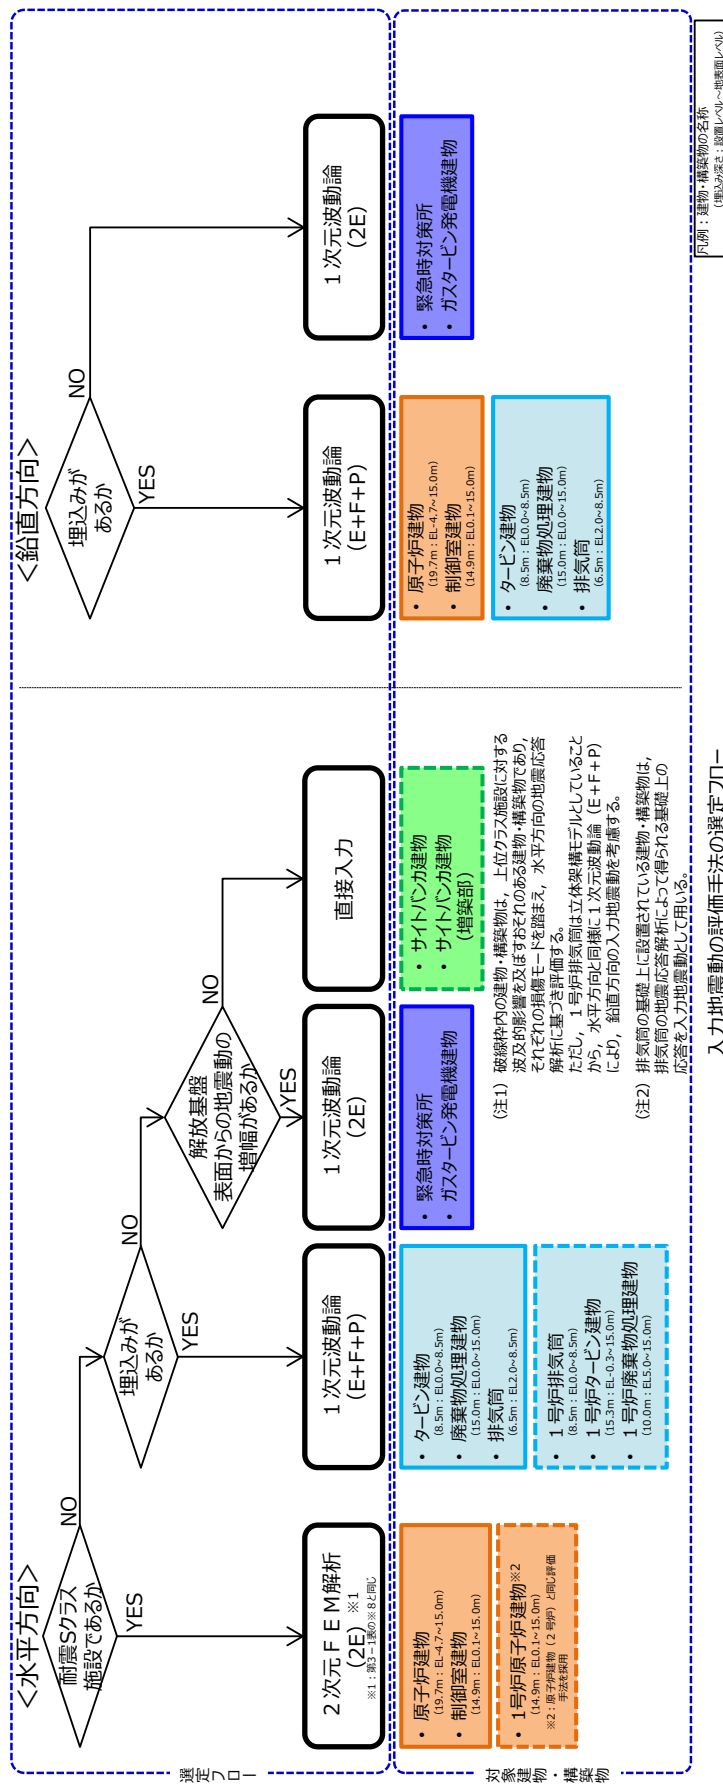 選定フロー
<水平方向>
耐震Sクラス
施設であるか
NO
YES
埋込みが
あるか
NO
YES
解放基盤
表面からの地震動の
増幅があるか
NO
YES
2次元FEM解析
(2E) ※1
※1：第3-1表の※8と同じ
1次元波動論
(E+F+P)
1次元波動論
(2E)
直接入力
<鉛直方向>
埋込みが
あるか
NO
YES
1次元波動論
(E+F+P)
1次元波動論
(2E)
対象
建物・構築物
• 原子炉建物
(19.7m：EL-4.7~15.0m)
• 制御室建物
(14.9m：EL0.1~15.0m)
• 1号炉原子炉建物※2
(14.9m：EL0.1~15.0m)
※2：原子炉建物（2号炉）と同じ評価
手法を採用
• タービン建物
(8.5m：EL0.0~8.5m)
• 廃棄物処理建物
(15.0m：EL0.0~15.0m)
• 排気筒
(6.5m：EL2.0~8.5m)
• 1号炉排気筒
(8.5m：EL0.0~8.5m)
• 1号炉タービン建物
(15.3m：EL-0.3~15.0m)
• 1号炉廃棄物処理建物
(10.0m：EL5.0~15.0m)
• 緊急時対策所
• ガスタービン発電機建物
• サイトバンカ建物
• サイトバンカ建物
(増築部)
(注1) 破線枠内の建物・構築物は，上位クラス施設に対する
波及的影響を及ぼすおそれのある建物・構築物であり，
それぞれの損傷モードを踏まえ，水平方向の地震応答
解析に基づき評価する。
ただし，1号炉排気筒は立体架構モデルとしていること
から，水平方向と同様に1次元波動論（E+F+P）
により，鉛直方向の入力地震動を考慮する。
(注2) 排気筒の基礎上に設置されている建物・構築物は，
排気筒の地震応答解析によって得られる基礎上の
応答を入力地震動として用いる。
• 原子炉建物
(19.7m：EL-4.7~15.0m)
• 制御室建物
(14.9m：EL0.1~15.0m)
• タービン建物
(8.5m：EL0.0~8.5m)
• 廃棄物処理建物
(15.0m：EL0.0~15.0m)
• 排気筒
(6.5m：EL2.0~8.5m)
• 緊急時対策所
• ガスタービン発電機建物
凡例：建物・構築物の名称
（埋込み深さ：設置レベル～地表面レベル）
入力地震動の評価手法の選定フロー